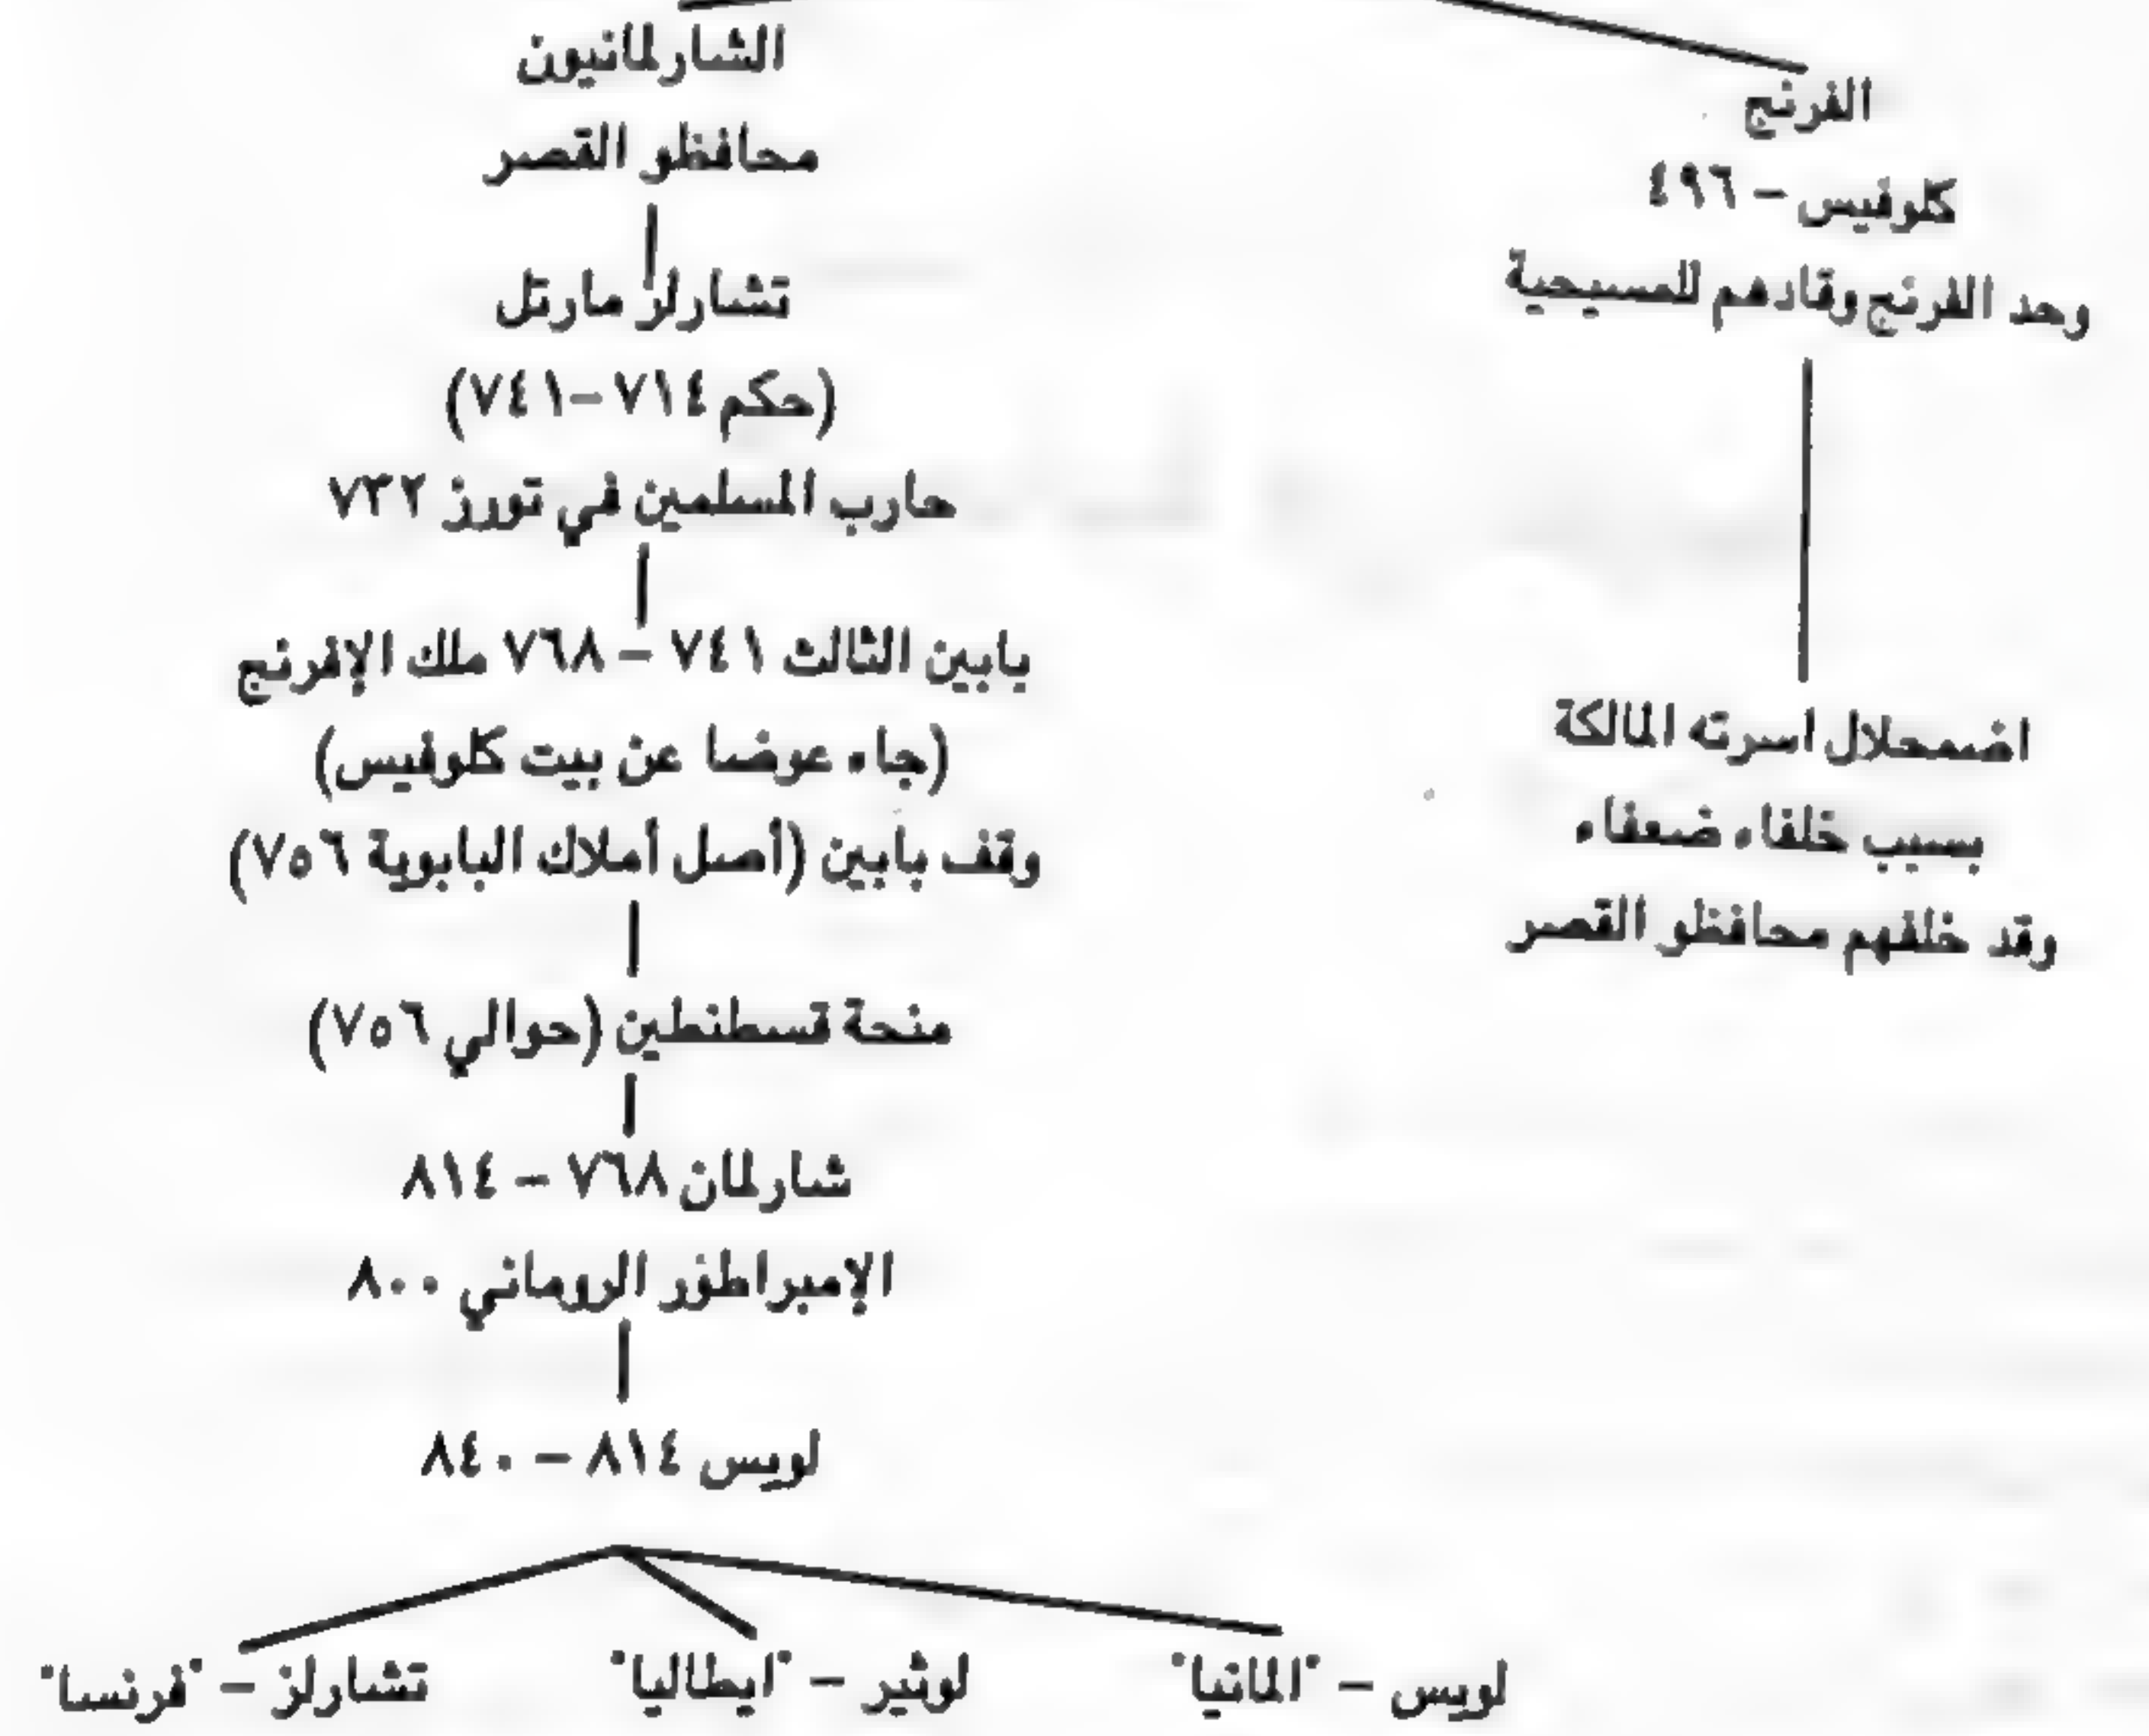 الفرنج
كلوفيس – ٤٩٦
وحد الفرنج وقادهم للمسيحية
اضمحلال اسرته المالكة
بسبب خلفاء ضعفاء
وقد خلفهم محافظو القصر
الشارلمانيون
محافظو القصر
تشارلز مارتل
(حكم ٧١٤ –٧٤١)
حارب المسلمين في تورز ٧٣٢
بابين الثالث ٧٤١ – ٧٦٨ ملك الإفرنج
(جاء عوضا عن بيت كلوفيس)
وقف بابين (أصل أملاك البابوية ٧٥٦)
منحة قسطنطين (حوالي ٧٥٦)
شارلمان ٧٦٨ – ٨١٤
الإمبراطور الروماني ٨٠٠
لويس ٨١٤ – ٨٤٠
لويس – "المانيا"
لوثير – "ايطاليا"
تشارلز – "فرنسا"